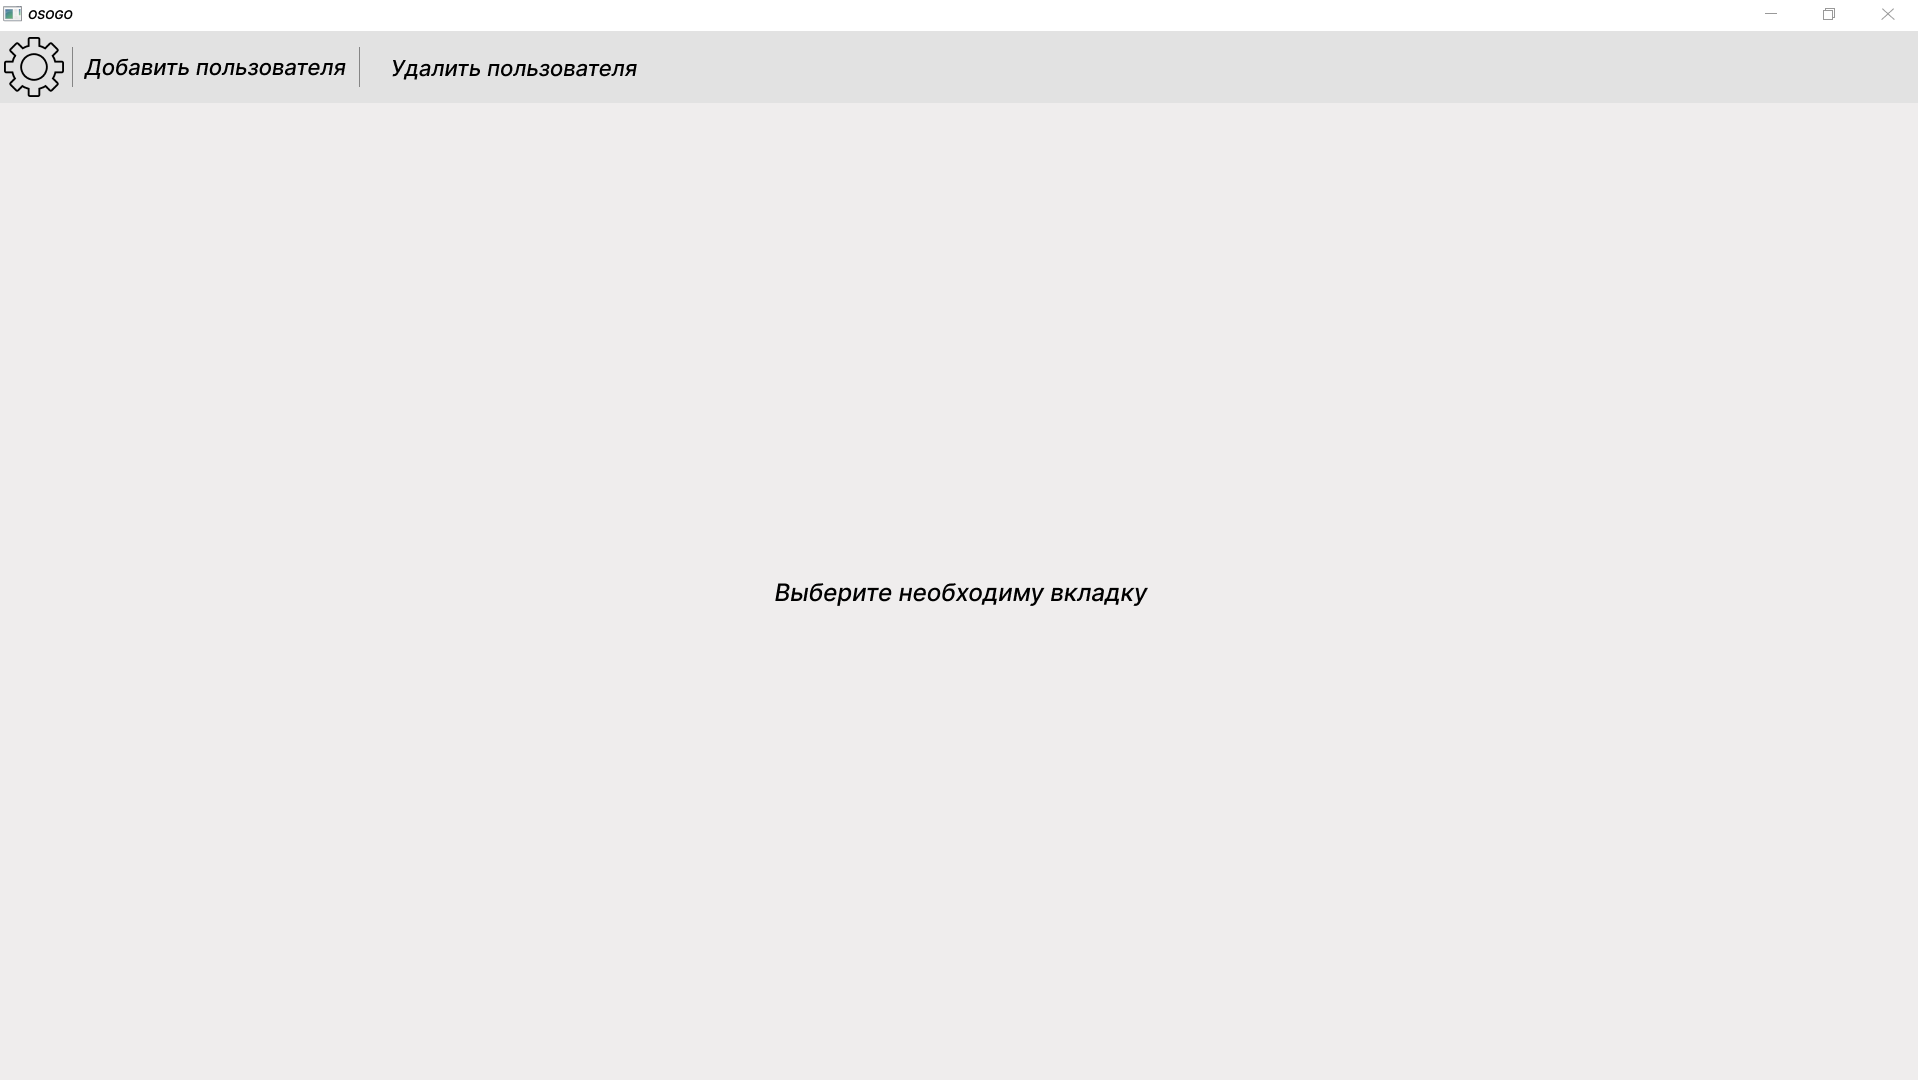 OSOGO
Добавить пользователя
Удалить пользователя
Выберите необходиму вкладку